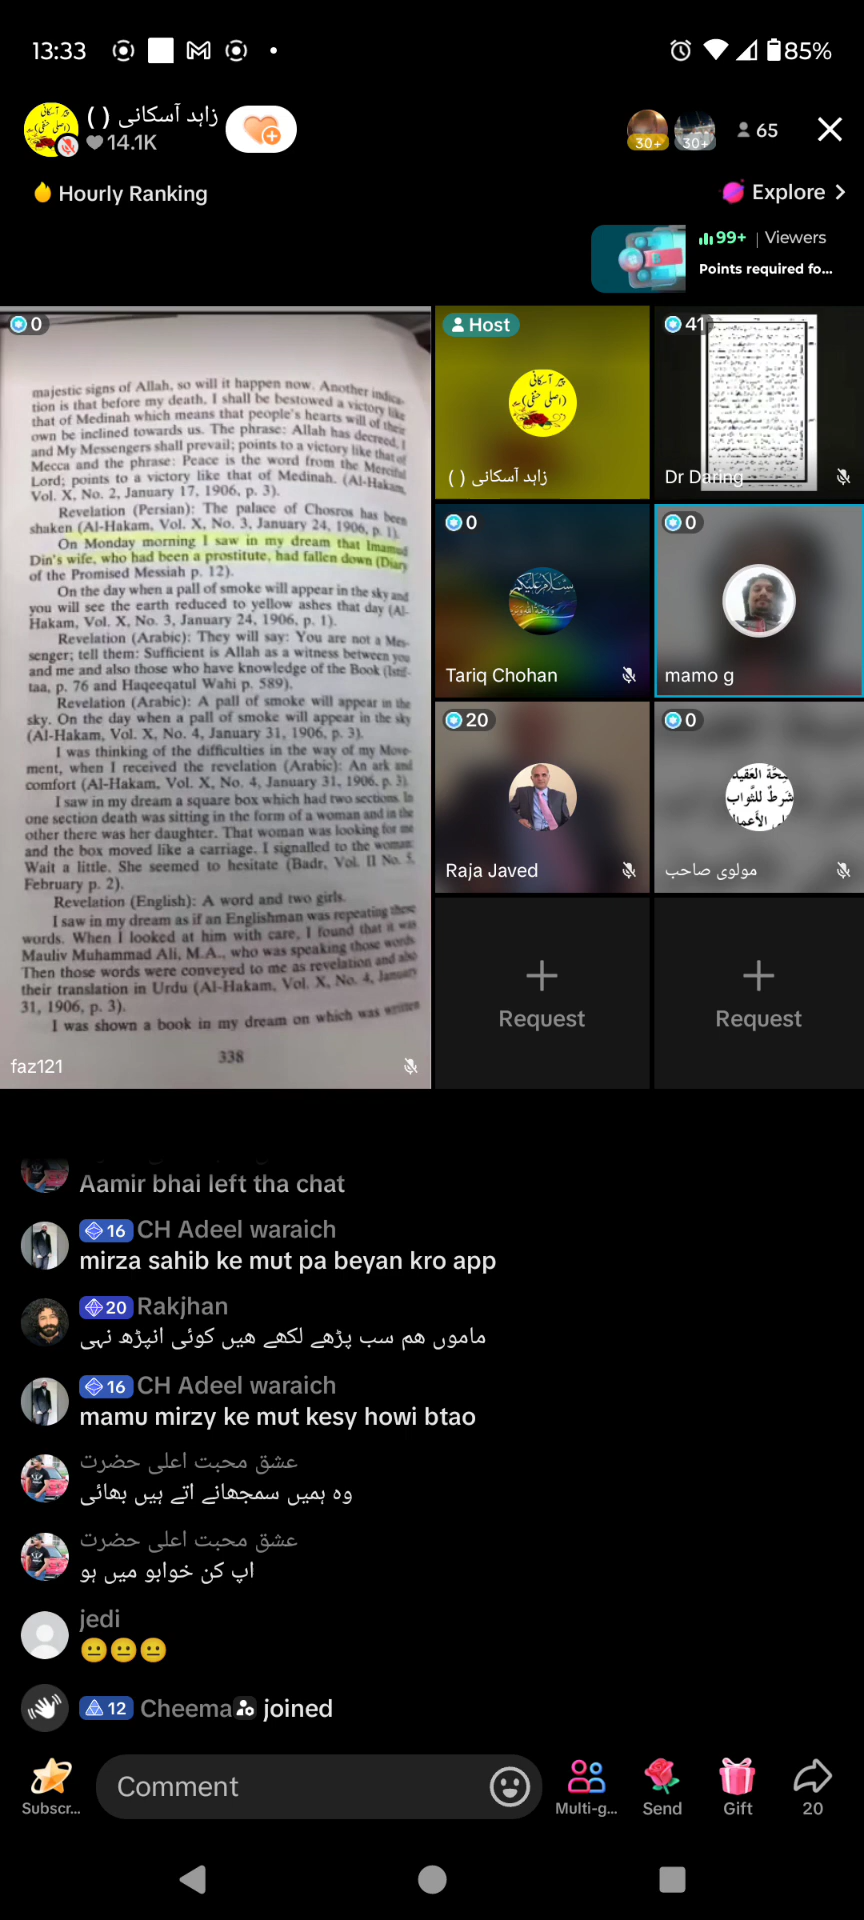 13:33
85%
زاہد آسکانی ( )
14.1K
30+
30+
65
Hourly Ranking
Explore
99+ | Viewers
Points required fo...
0
majestic signs of Allah, so will it happen now. Another indica-
tion is that before my death, I shall be bestowed a victory like
that of Medinah which means that people's hearts will of their
own be inclined towards us. The phrase: Allah has decreed, I
and My Messengers shall prevail; points to a victory like that of
Mecca and the phrase: Peace is the word from the Merciful
Lord; points to a victory like that of Medinah. (Al-Hakam,
Vol. X, No. 2, January 17, 1906, p. 3).
Revelation (Persian): The palace of Chosros has been
shaken (Al-Hakam, Vol. X, No. 3, January 24, 1906, p. 1).
On Monday morning I saw in my dream that Imamud
Din's wife, who had been a prostitute, had fallen down (Diary
of the Promised Messiah p. 12).
On the day when a pall of smoke will appear in the sky and
you will see the earth reduced to yellow ashes that day (Al-
Hakam, Vol. X, No. 3, January 24, 1906, p. 1).
Revelation (Arabic): They will say: You are not a Mes-
senger; tell them: Sufficient is Allah as a witness between you
and me and also those who have knowledge of the Book (Istif-
taa, p. 76 and Haqeeqatul Wahi p. 589).
Revelation (Arabic): A pall of smoke will appear in the
sky. On the day when a pall of smoke will appear in the sky
(Al-Hakam, Vol. X, No. 4, January 31, 1906, p. 3).
I was thinking of the difficulties in the way of my Move-
ment, when I received the revelation (Arabic): An ark and
comfort (Al-Hakam, Vol. X, No. 4, January 31, 1906, p. 3).
I saw in my dream a square box which had two sections. In
one section death was sitting in the form of a woman and in the
other there was her daughter. That woman was looking for me
and the box moved like a carriage. I signalled to the woman:
Wait a little. She seemed to hesitate (Badr, Vol. II No. 5,
February p. 2).
Revelation (English): A word and two girls.
I saw in my dream as if an Englishman was repeating these
words. When I looked at him with care, I found that it was
Mauliv Muhammad Ali, M.A., who was speaking those words.
Then those words were conveyed to me as revelation and also
their translation in Urdu (Al-Hakam, Vol. X, No. 4, January
31, 1906, p. 3).
I was shown a book in my dream on which was written
338
faz121
Host
پیر آسکانی
(اصلی حنفی)
زاہد آسکانی ( )
41
Dr Daring
0
Tariq Chohan
0
mamo g
20
Raja Javed
0
شرطٌ للثواب
مولوی صاحب
Request
Request
Aamir bhai left tha chat
16 CH Adeel waraich
mirza sahib ke mut pa beyan kro app
20 Rakjhan
ماموں ھم سب پڑھے لکھے ھیں کوئی انپڑھ نہی
16 CH Adeel waraich
mamu mirzy ke mut kesy howi btao
عشق محبت اعلی حضرت
وہ ہمیں سمجھانے اتے ہیں بھائی
عشق محبت اعلی حضرت
اپ کن خوابو میں ہو
jedi
😐😐😐
12 Cheema joined
Comment
Subscr...
Multi-g...
Send
Gift
20